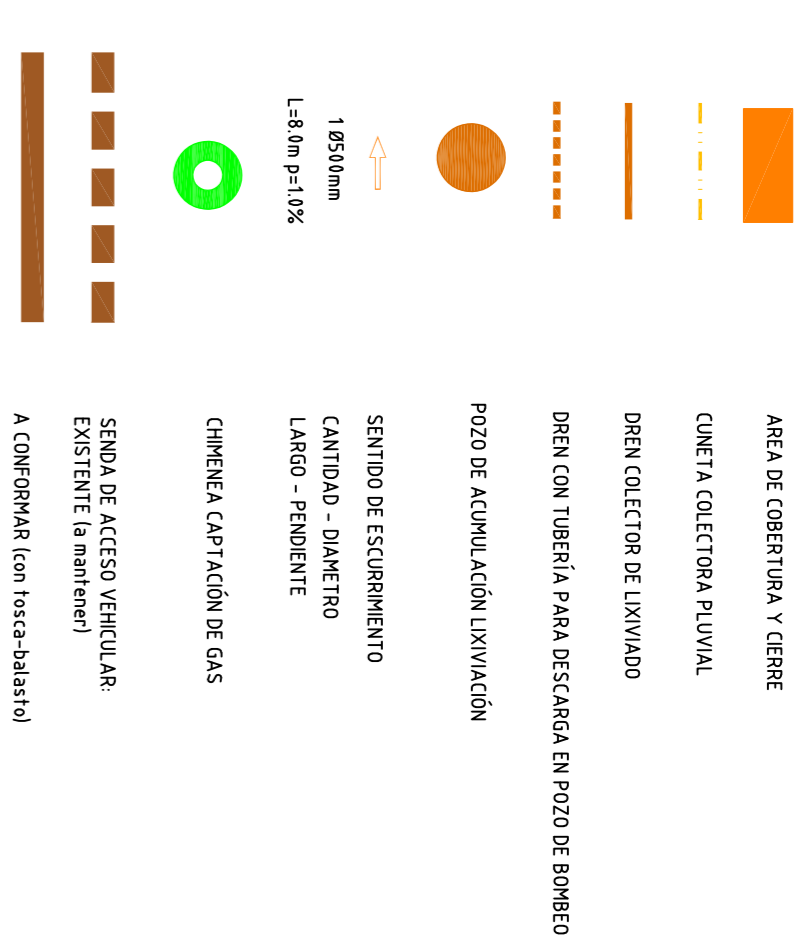 AREA DE COBERTURA Y CIERRE
CUNETA COLECTORA PLUVIAL
DREN COLECTOR DE LIXIVIADO
DREN CON TUBERÍA PARA DESCARGA EN POZO DE BOMBEO
POZO DE ACUMULACIÓN LIXIVIACIÓN
SENTIDO DE ESCURRIMIENTO
1 Ø500mm
CANTIDAD - DIAMETRO
L=8.0m p=1.0%
LARGO - PENDIENTE
CHIMENEA CAPTACIÓN DE GAS
SENDA DE ACCESO VEHICULAR:
EXISTENTE (a mantener)
A CONFORMAR (con tosca-balasto)